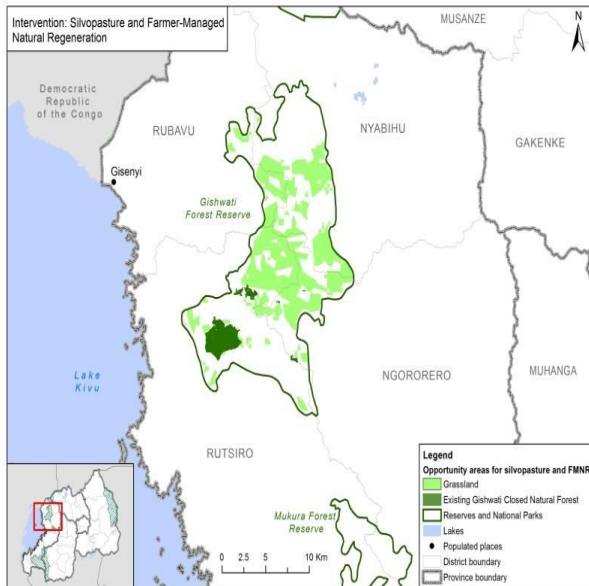 Intervention: Silvopasture and Farmer-Managed
Natural Regeneration
MUSANZE
N
Democratic
Republic
of the Congo
RUBAVU
NYABIHU
GAKENKE
Gisenyi
Gishwati
Forest Reserve
Lake
Kivu
NGORORERO
MUHANGA
RUTSIRO
Mukura Forest
Reserve
0 2.5 5 10 Km
Legend
Opportunity areas for silvopasture and FMNR
Grassland
Existing Gishwati Closed Natural Forest
Reserves and National Parks
Lakes
Populated places
District boundary
Province boundary